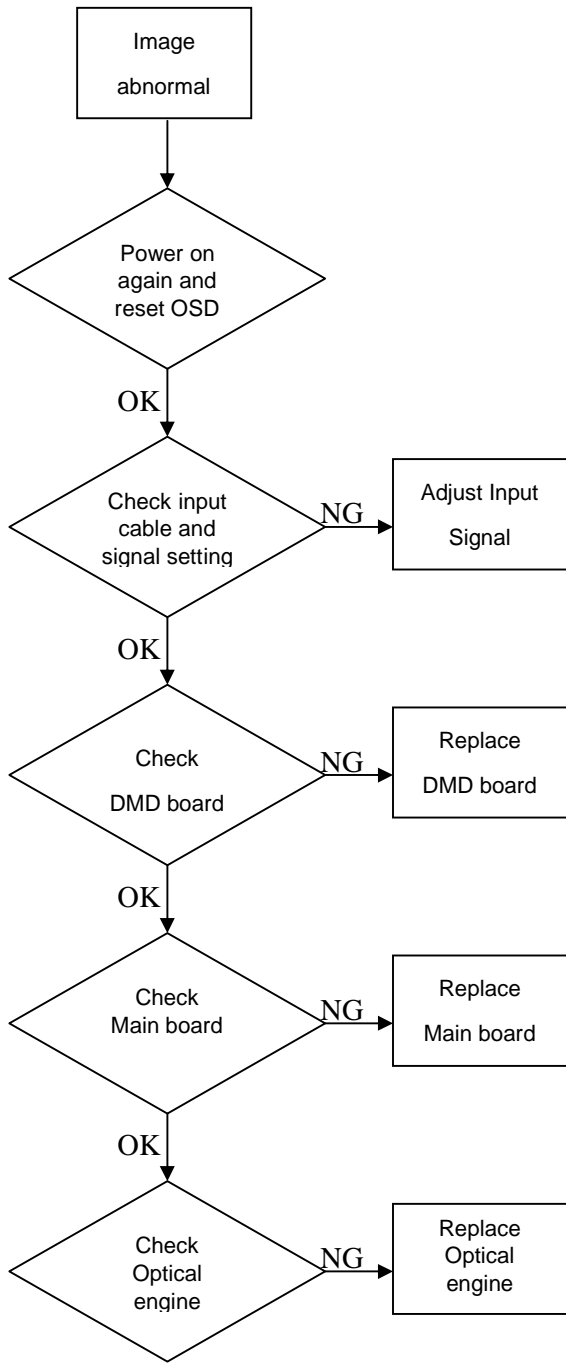 Image
abnormal
Power on
again and
reset OSD
OK
Check input
cable and
signal setting
NG
Adjust Input
Signal
OK
Check
DMD board
NG
Replace
DMD board
OK
Check
Main board
NG
Replace
Main board
OK
Check
Optical
engine
NG
Replace
Optical
engine